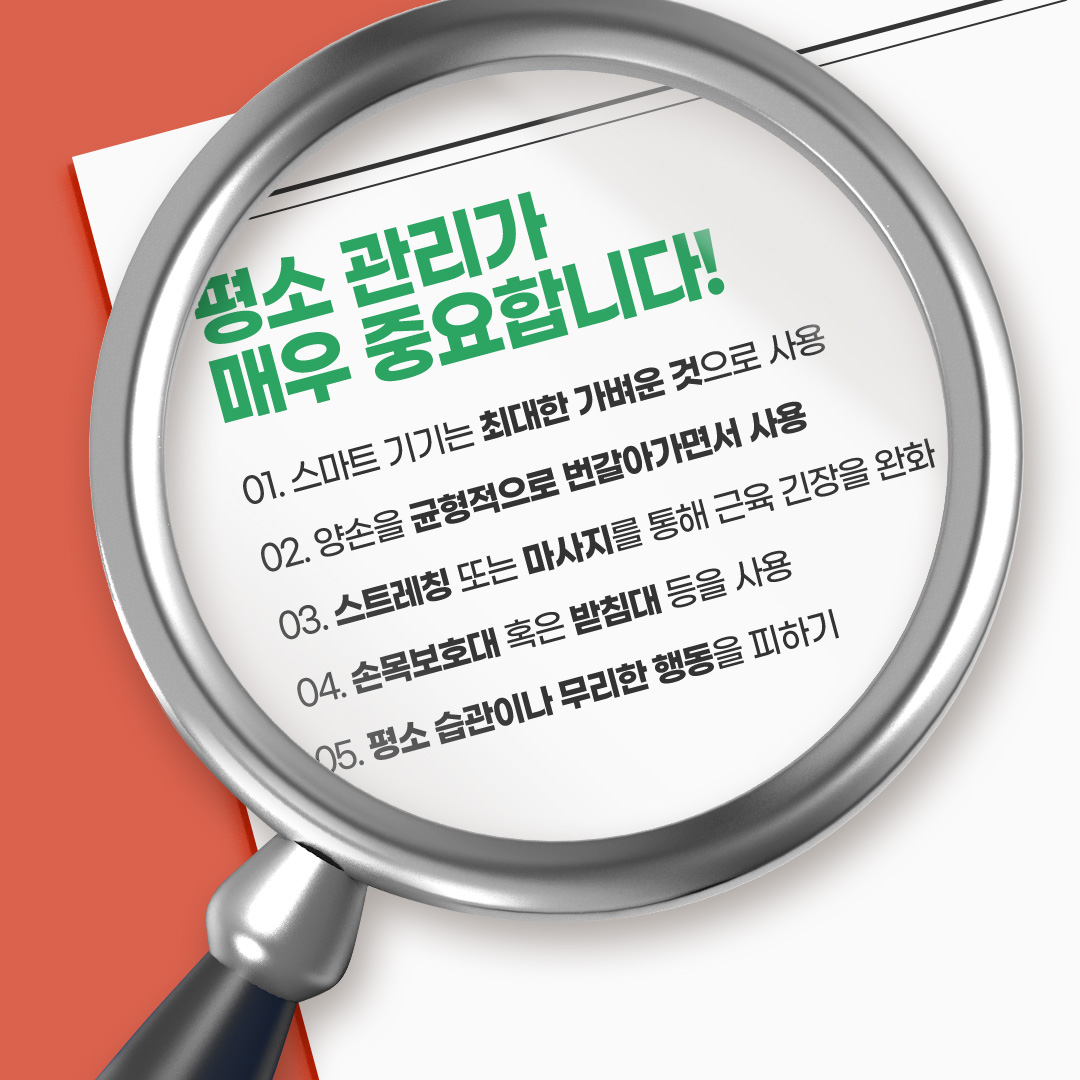 평소 관리가
매우 중요합니다!
01. 스마트 기기는 최대한 가벼운 것으로 사용
02. 양손을 균형적으로 번갈아가면서 사용
03. 스트레칭 또는 마사지를 통해 근육 긴장을 완화
04. 손목보호대 혹은 받침대 등을 사용
05. 평소 습관이나 무리한 행동을 피하기